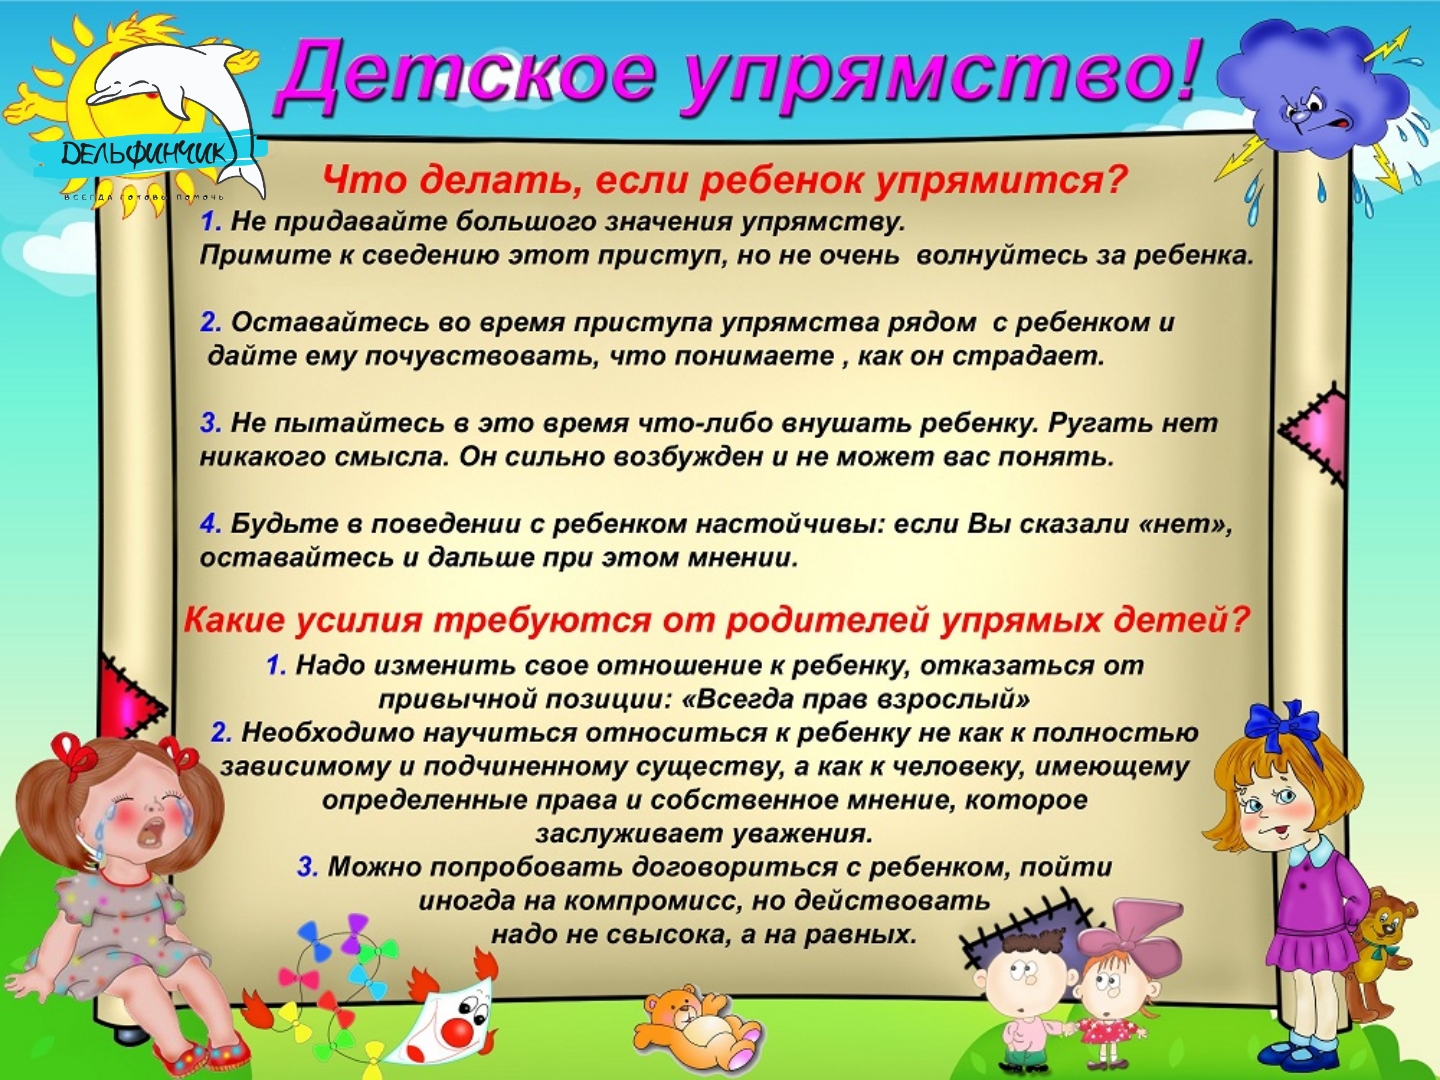 Детское упрямство!
ДЕЛЬФИНЧИК
ВСЕГДА ГОТОВЫ ПОМОЧЬ
Что делать, если ребенок упрямится?
1. Не придавайте большого значения упрямству.
Примите к сведению этот приступ, но не очень волнуйтесь за ребенка.
2. Оставайтесь во время приступа упрямства рядом с ребенком и
дайте ему почувствовать, что понимаете , как он страдает.
3. Не пытайтесь в это время что-либо внушать ребенку. Ругать нет
никакого смысла. Он сильно возбужден и не может вас понять.
4. Будьте в поведении с ребенком настойчивы: если Вы сказали «нет»,
оставайтесь и дальше при этом мнении.
Какие усилия требуются от родителей упрямых детей?
1. Надо изменить свое отношение к ребенку, отказаться от
привычной позиции: «Всегда прав взрослый»
2. Необходимо научиться относиться к ребенку не как к полностью
зависимому и подчиненному существу, а как к человеку, имеющему
определенные права и собственное мнение, которое
заслуживает уважения.
3. Можно попробовать договориться с ребенком, пойти
иногда на компромисс, но действовать
надо не свысока, а на равных.